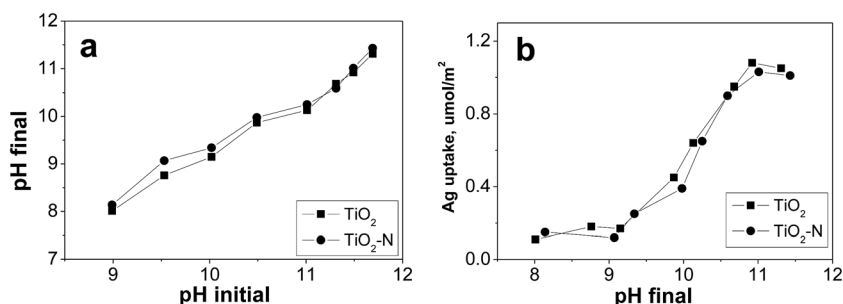 a
12
11
10
9
8
7
pH final
9
10
11
12
pH initial
TiO₂
TiO₂-N
b
1.2
0.8
0.4
0.0
Ag uptake, umol/m²
8
9
10
11
12
pH final
TiO₂
TiO₂-N